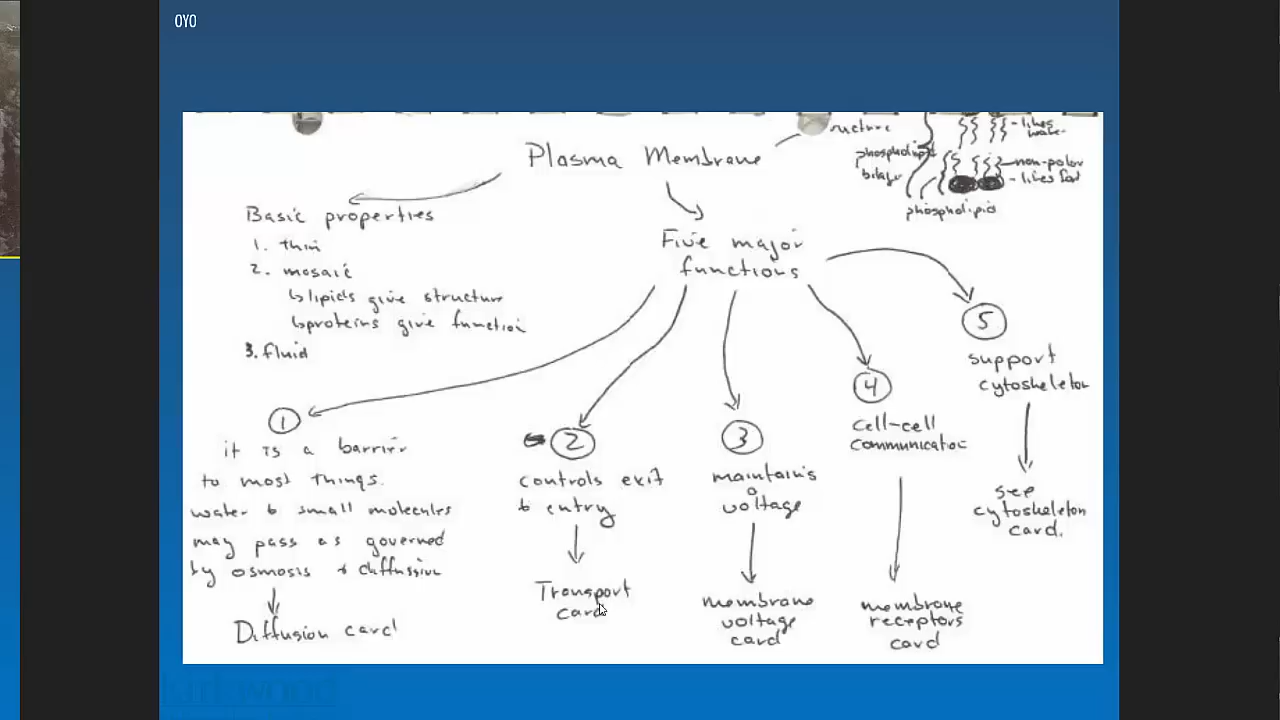 OYO
Plasma Membrane
structure
phospholipid
bilayer
- likes
water
- non-polar
- likes fat
phospholipid
Basic properties
1. thin
2. mosaic
↳ lipids give structure
↳ proteins give function
3. fluid
Five major
functions
1
it is a barrier
to most things.
water & small molecules
may pass as governed
by osmosis & diffussion
Diffusion card
2
controls exit
& entry
Transport
card
3
maintains
a
voltage
membrane
voltage
card
4
cell-cell
communication
membrane
receptors
card
5
support
cytoskeleton
see
cytoskeleton
card.
kirkwood